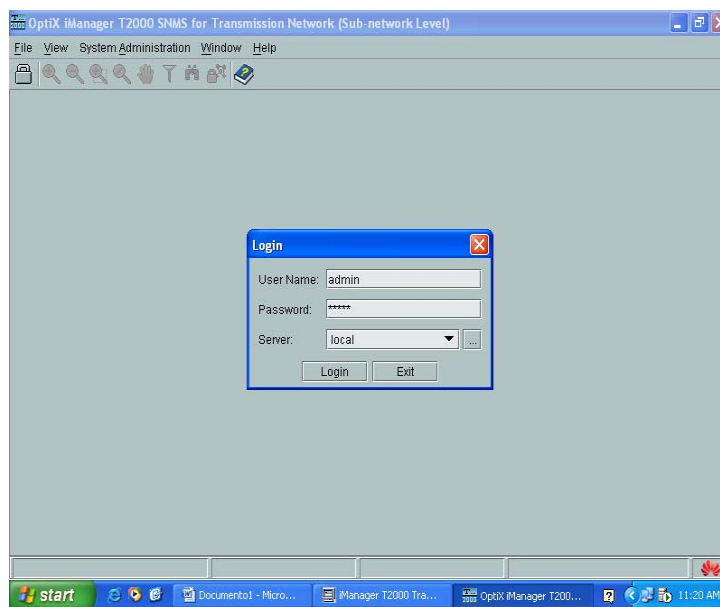 OptiX iManager T2000 SNMS for Transmission Network (Sub-network Level)
File View System Administration Window Help
Login
User Name: admin
Password: *****
Server: local ...
Login Exit
start Documento1 - Micro... iManager T2000 Tra... OptiX iManager T200... 11:20 AM